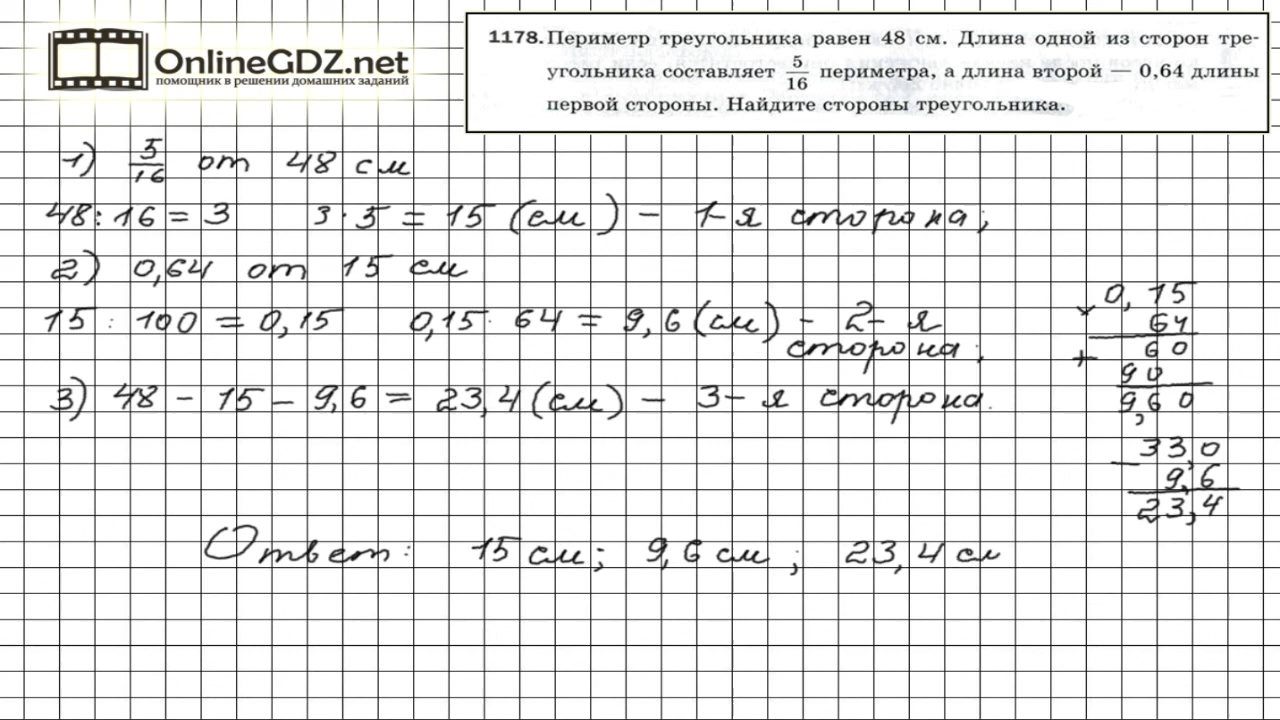 OnlineGDZ.net
помощник в решении домашних заданий
1178. Периметр треугольника равен 48 см. Длина одной из сторон тре-
угольника составляет 5/16 периметра, а длина второй — 0,64 длины
первой стороны. Найдите стороны треугольника.
1) 5/16 от 48 см
48 : 16 = 3 3 · 5 = 15 (см) – 1-я сторона;
2) 0,64 от 15 см
15 : 100 = 0,15 0,15 · 64 = 9,6 (см) – 2-я
сторона;
3) 48 – 15 – 9,6 = 23,4 (см) – 3-я сторона.
0,15
× 64
+ 60
90
9,60
– 33,0
9,6
23,4
Ответ: 15 см; 9,6 см; 23,4 см